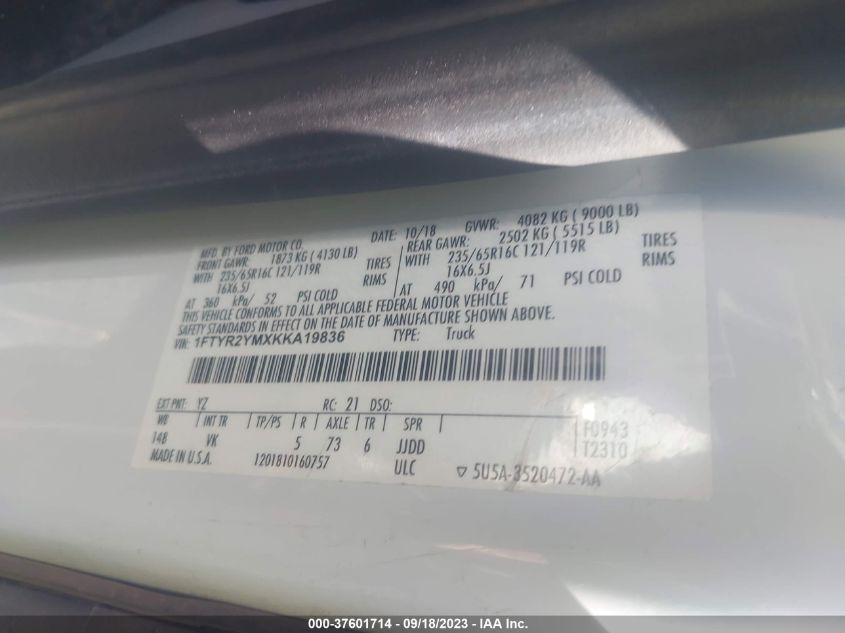 MFD. BY FORD MOTOR CO.
DATE: 10/18 GVWR: 4082 KG ( 9000 LB)
FRONT GAWR: 1873 KG ( 4130 LB)
REAR GAWR: 2502 KG ( 5515 LB)
WITH 235/65R16C 121/119R TIRES
WITH 235/65R16C 121/119R TIRES
16X6.5J RIMS
16X6.5J RIMS
AT 360 kPa/ 52 PSI COLD
AT 490 kPa/ 71 PSI COLD
THIS VEHICLE CONFORMS TO ALL APPLICABLE FEDERAL MOTOR VEHICLE
SAFETY STANDARDS IN EFFECT ON THE DATE OF MANUFACTURE SHOWN ABOVE.
VIN: 1FTYR2YMXKKA19836 TYPE: Truck
EXT PNT: YZ RC: 21 DSO:
WB INT TR TP/PS R AXLE TR SPR
148 VK 5 73 6 JJDD
F0943
T2310
MADE IN U.S.A. 1201810160757 ULC
5U5A-3520472-AA
000-37601714 - 09/18/2023 - © IAA Inc.